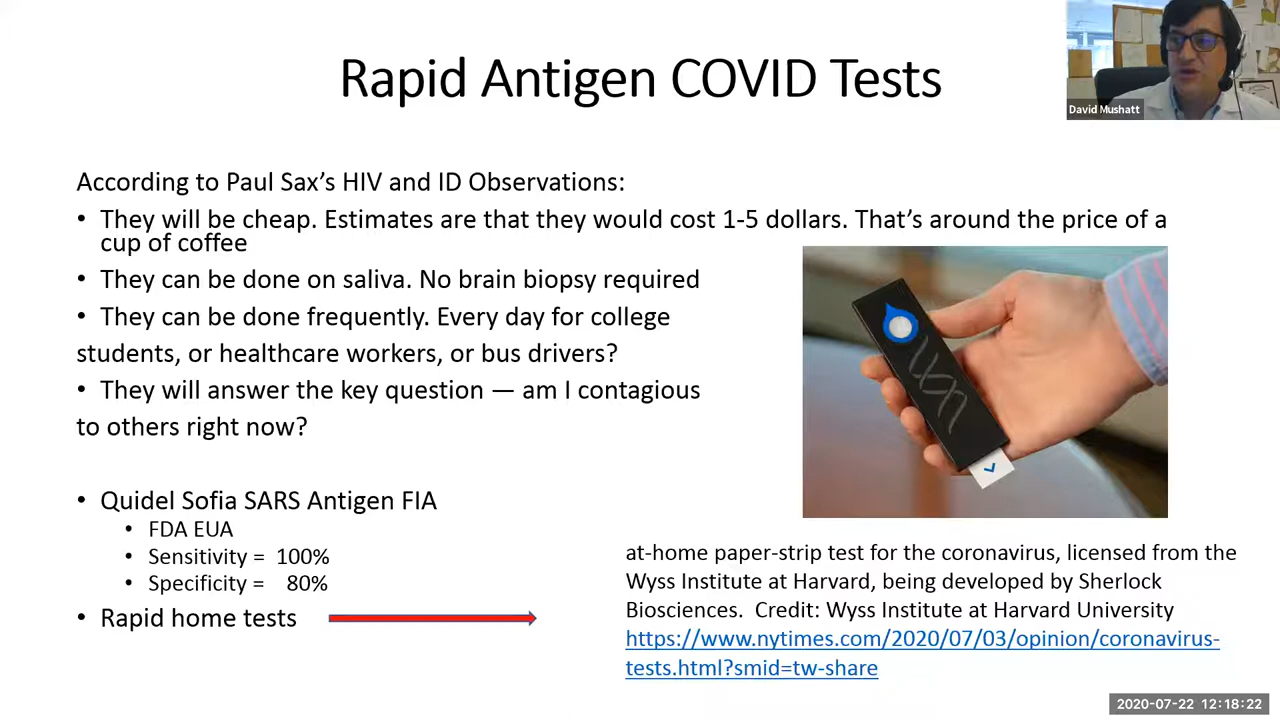 Rapid Antigen COVID Tests
David Mushatt
According to Paul Sax's HIV and ID Observations:
• They will be cheap. Estimates are that they would cost 1-5 dollars. That's around the price of a
cup of coffee
• They can be done on saliva. No brain biopsy required
• They can be done frequently. Every day for college
students, or healthcare workers, or bus drivers?
• They will answer the key question — am I contagious
to others right now?
• Quidel Sofia SARS Antigen FIA
• FDA EUA
• Sensitivity = 100%
• Specificity = 80%
• Rapid home tests
at-home paper-strip test for the coronavirus, licensed from the
Wyss Institute at Harvard, being developed by Sherlock
Biosciences. Credit: Wyss Institute at Harvard University
https://www.nytimes.com/2020/07/03/opinion/coronavirus-
tests.html?smid=tw-share
2020-07-22 12:18:22